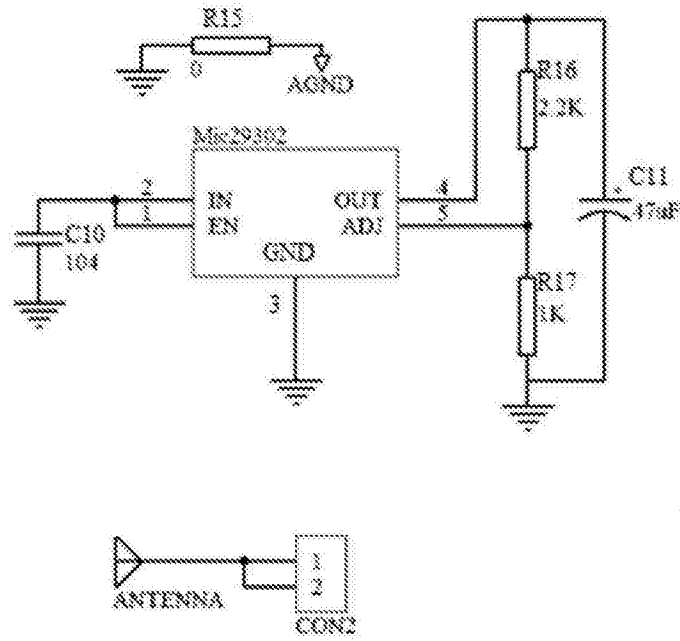 R15
0
AGND
R16
2.2K
Mic29302
2
IN
OUT
4
1
EN
ADJ
5
GND
C10
104
C11
47uF
3
R17
1K
1
2
ANTENNA
CON2